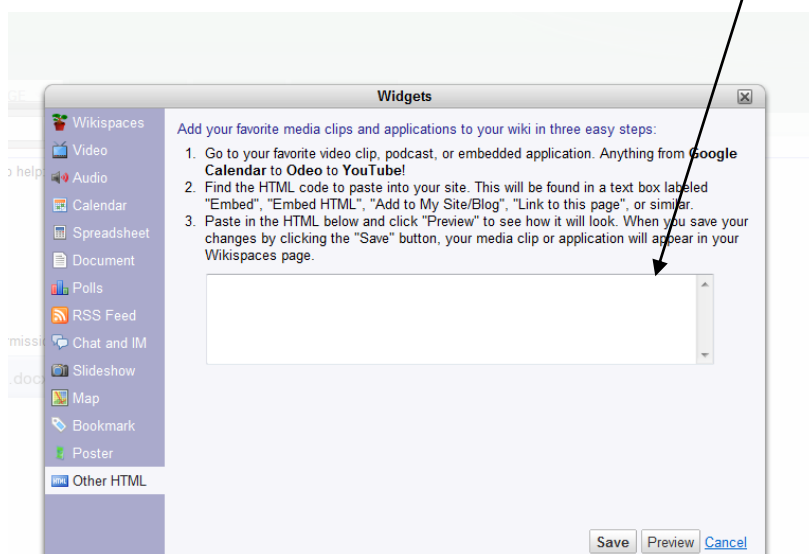 Widgets
Wikispaces
Video
Audio
Calendar
Spreadsheet
Document
Polls
RSS Feed
Chat and IM
Slideshow
Map
Bookmark
Poster
HTML Other HTML
Add your favorite media clips and applications to your wiki in three easy steps:
1. Go to your favorite video clip, podcast, or embedded application. Anything from Google
Calendar to Odeo to YouTube!
2. Find the HTML code to paste into your site. This will be found in a text box labeled
"Embed", "Embed HTML", "Add to My Site/Blog", "Link to this page", or similar.
3. Paste in the HTML below and click "Preview" to see how it will look. When you save your
changes by clicking the "Save" button, your media clip or application will appear in your
Wikispaces page.
Save Preview Cancel
help
.docx